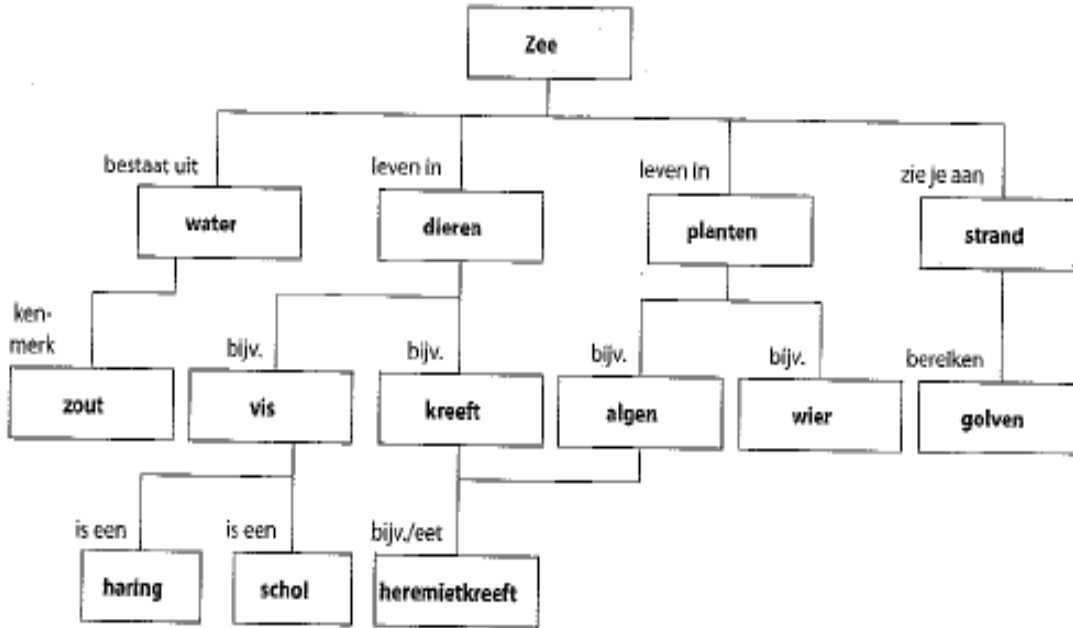 Zee
bestaat uit
leven in
leven in
zie je aan
water
dieren
planten
strand
ken-
merk
bijv.
bijv.
bijv.
bijv.
bereiken
zout
vis
kreeft
algen
wier
golven
is een
is een
bijv./eet
haring
schol
heremietkreeft